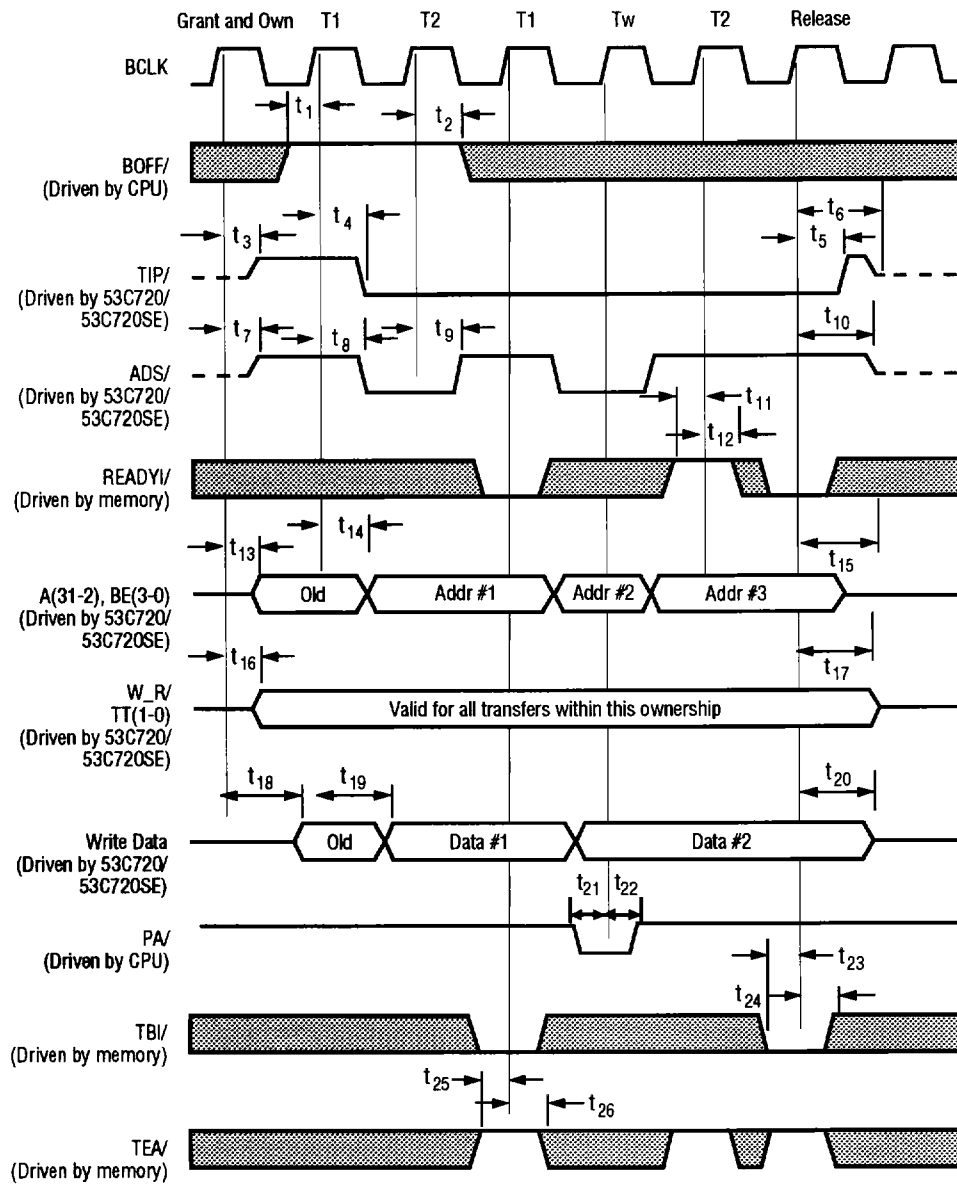 Grant and Own T1 T2 T1 Tw T2 Release
BCLK
t1 t2
BOFF/
(Driven by CPU)
t6
t3 t4 t5
TIP/
(Driven by 53C720/
53C720SE)
t7 t8 t9 t10
ADS/
(Driven by 53C720/
53C720SE)
t11
t12
READYI/
(Driven by memory)
t13 t14 t15
A(31-2), BE(3-0)
(Driven by 53C720/
53C720SE)
Old Addr #1 Addr #2 Addr #3
t16 t17
W_R/
TT(1-0)
(Driven by 53C720/
53C720SE)
Valid for all transfers within this ownership
t18 t19 t20
Write Data
(Driven by 53C720/
53C720SE)
Old Data #1 Data #2
t21 t22
PA/
(Driven by CPU)
t23
t24
TBI/
(Driven by memory)
t25
t26
TEA/
(Driven by memory)